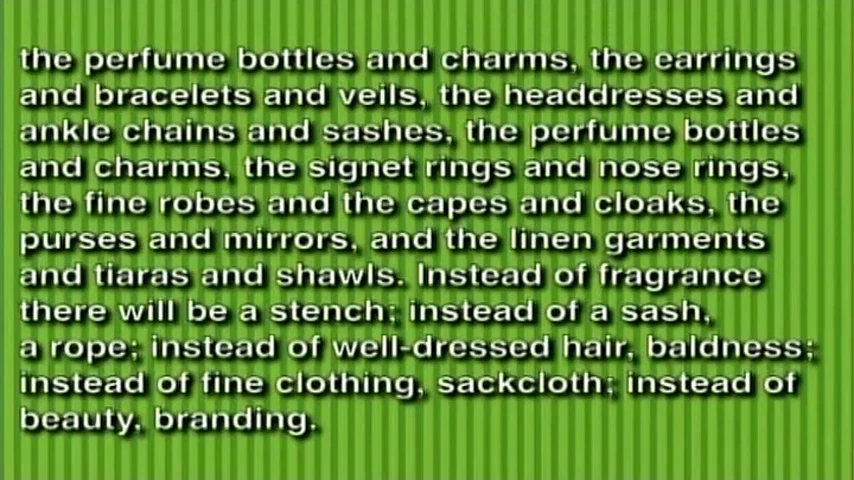 the perfume bottles and charms, the earrings
and bracelets and veils, the headdresses and
ankle chains and sashes, the perfume bottles
and charms, the signet rings and nose rings,
the fine robes and the capes and cloaks, the
purses and mirrors, and the linen garments
and tiaras and shawls. Instead of fragrance
there will be a stench; instead of a sash,
a rope; instead of well-dressed hair, baldness;
instead of fine clothing, sackcloth; instead of
beauty, branding.